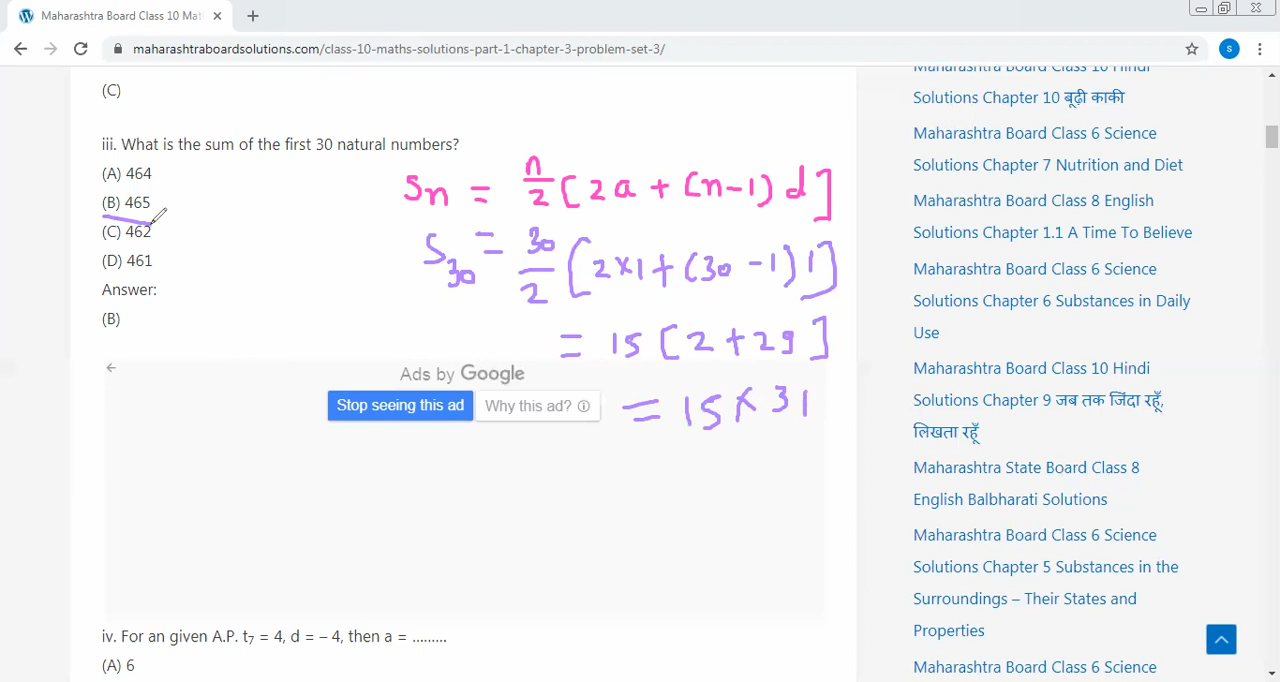 Maharashtra Board Class 10 Mat
maharashtraboardsolutions.com/class-10-maths-solutions-part-1-chapter-3-problem-set-3/
s
(C)
iii. What is the sum of the first 30 natural numbers?
(A) 464
(B) 465
(C) 462
(D) 461
Answer:
(B)
Sn = n/2 [2a + (n-1) d]
S30 = 30/2 [2×1 + (30-1) 1]
= 15 [2 + 29]
= 15 × 31
Ads by Google
Stop seeing this ad
Why this ad?
iv. For an given A.P. t7 = 4, d = – 4, then a = .........
(A) 6
Maharashtra Board Class 10 Hindi
Solutions Chapter 10 बूढ़ी काकी
Maharashtra Board Class 6 Science
Solutions Chapter 7 Nutrition and Diet
Maharashtra Board Class 8 English
Solutions Chapter 1.1 A Time To Believe
Maharashtra Board Class 6 Science
Solutions Chapter 6 Substances in Daily
Use
Maharashtra Board Class 10 Hindi
Solutions Chapter 9 जब तक जिंदा रहूँ,
लिखता रहूँ
Maharashtra State Board Class 8
English Balbharati Solutions
Maharashtra Board Class 6 Science
Solutions Chapter 5 Substances in the
Surroundings – Their States and
Properties
Maharashtra Board Class 6 Science